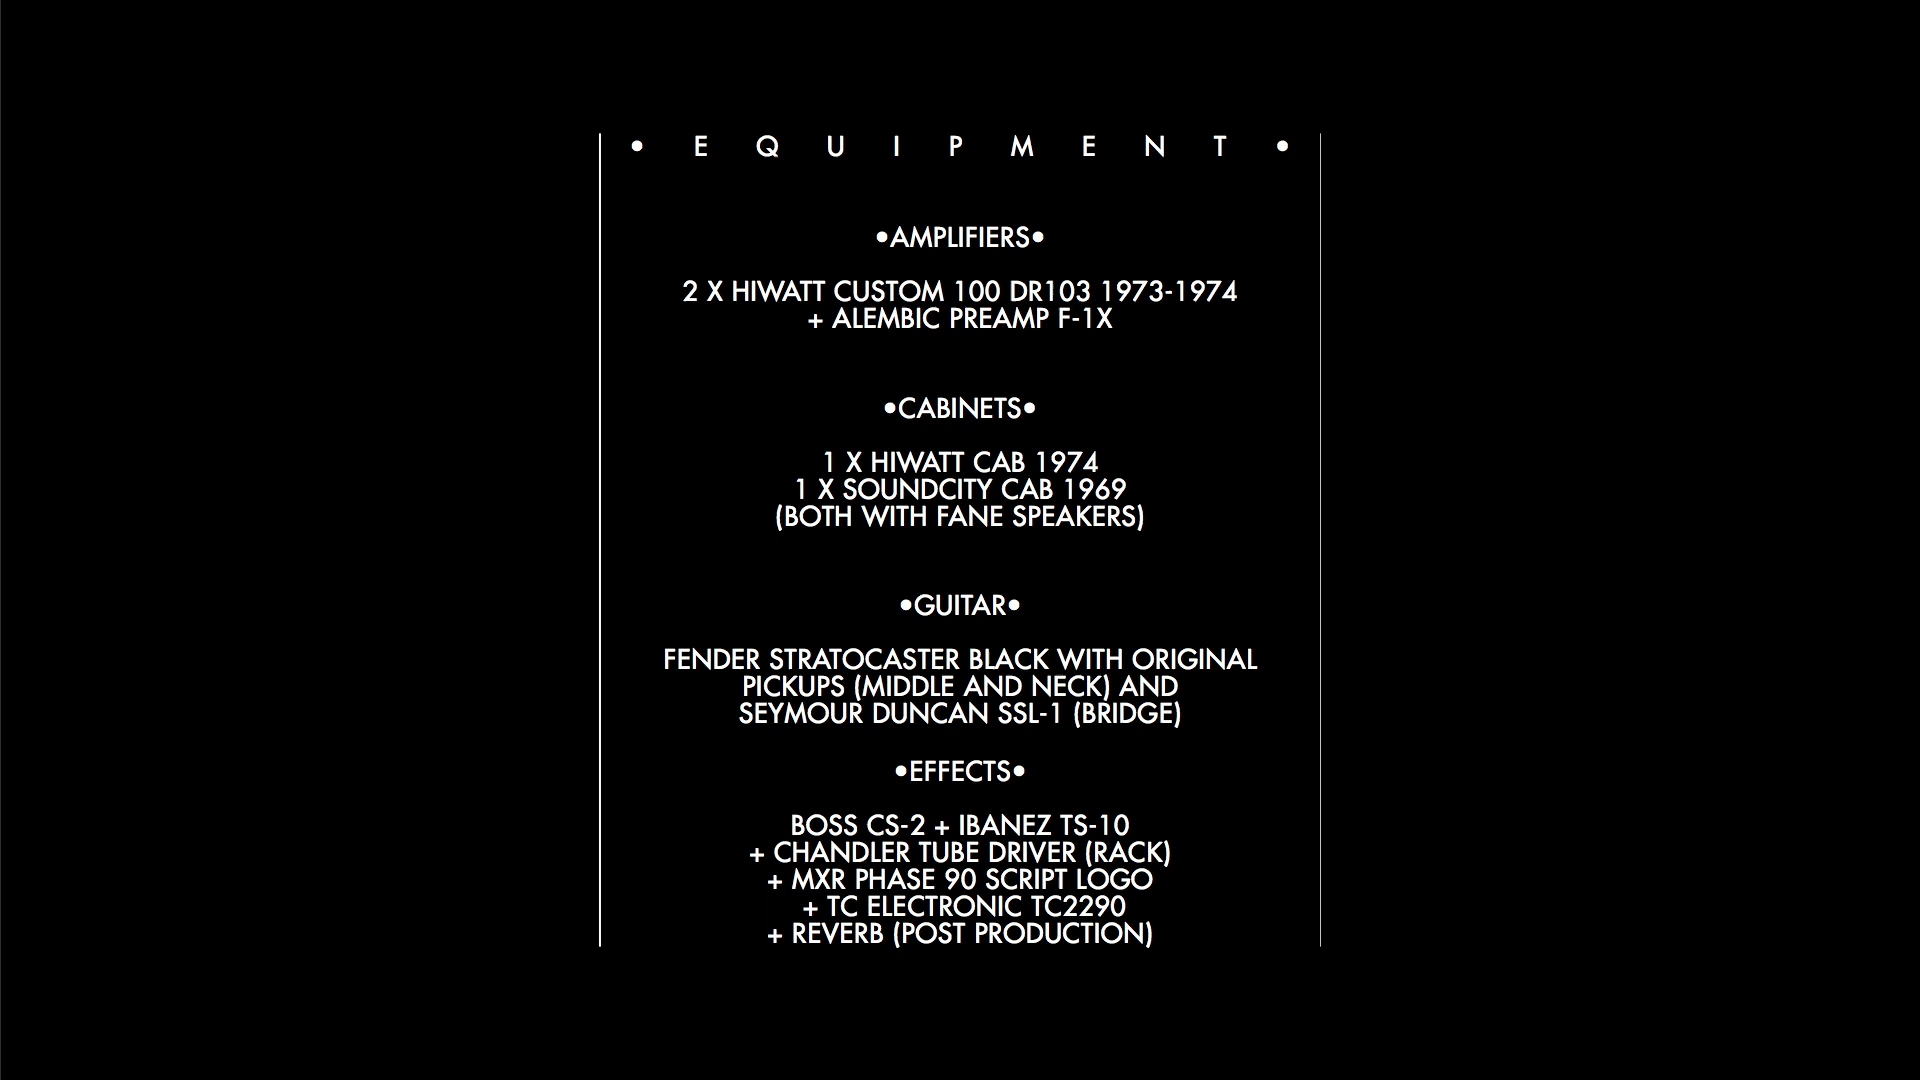 • E Q U I P M E N T •
•AMPLIFIERS•
2 X HIWATT CUSTOM 100 DR103 1973-1974
+ ALEMBIC PREAMP F-1X
•CABINETS•
1 X HIWATT CAB 1974
1 X SOUNDCITY CAB 1969
(BOTH WITH FANE SPEAKERS)
•GUITAR•
FENDER STRATOCASTER BLACK WITH ORIGINAL
PICKUPS (MIDDLE AND NECK) AND
SEYMOUR DUNCAN SSL-1 (BRIDGE)
•EFFECTS•
BOSS CS-2 + IBANEZ TS-10
+ CHANDLER TUBE DRIVER (RACK)
+ MXR PHASE 90 SCRIPT LOGO
+ TC ELECTRONIC TC2290
+ REVERB (POST PRODUCTION)